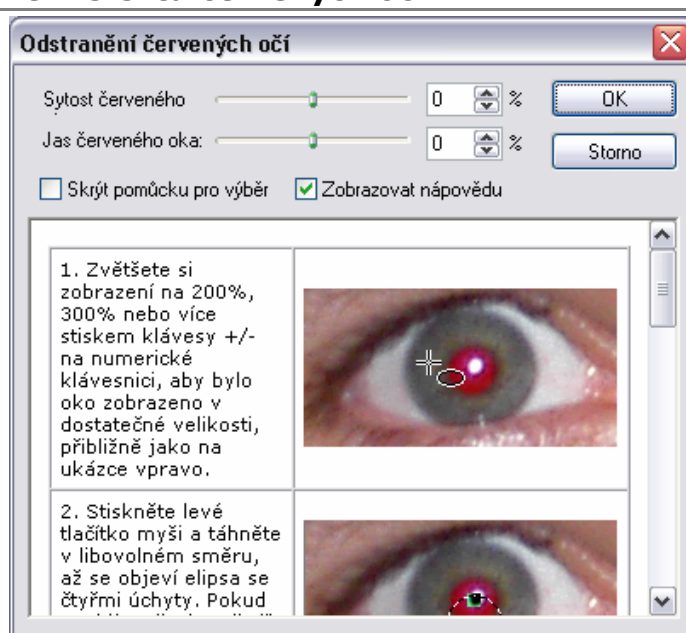 Odstranění červených očí
Sytost červeného
0 %
OK
Jas červeného oka:
0 %
Storno
Skrýt pomůcku pro výběr
Zobrazovat nápovědu
1. Zvětšete si
zobrazení na 200%,
300% nebo více
stiskem klávesy +/-
na numerické
klávesnici, aby bylo
oko zobrazeno v
dostatečné velikosti,
přibližně jako na
ukázce vpravo.
2. Stiskněte levé
tlačítko myši a táhněte
v libovolném směru,
až se objeví elipsa se
čtyřmi úchyty. Pokud